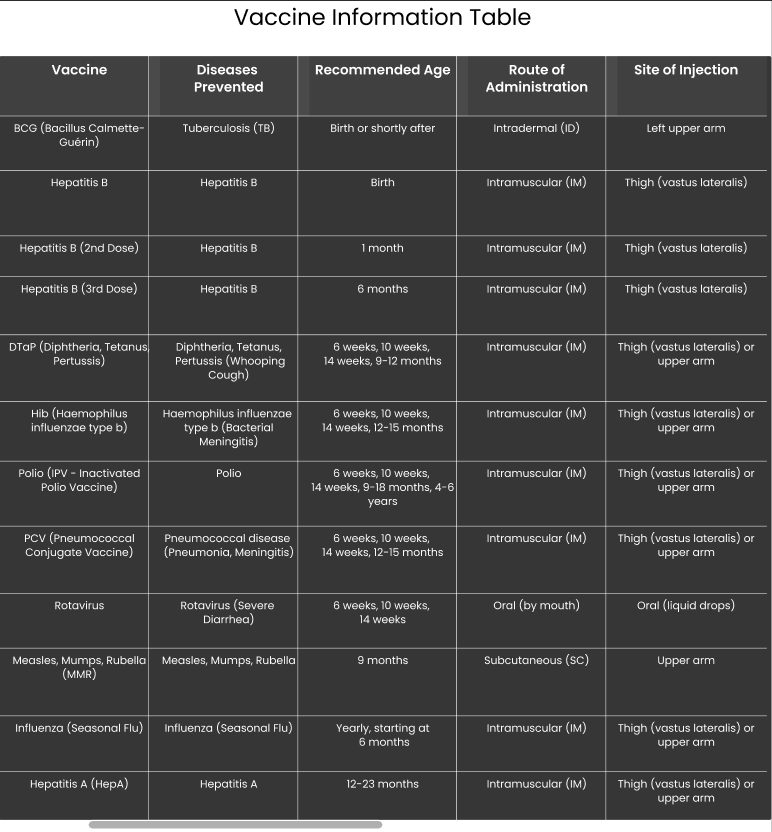 Vaccine Information Table
Vaccine
Diseases
Prevented
Recommended Age
Route of
Administration
Site of Injection
BCG (Bacillus Calmette-
Guérin)
Tuberculosis (TB)
Birth or shortly after
Intradermal (ID)
Left upper arm
Hepatitis B
Hepatitis B
Birth
Intramuscular (IM)
Thigh (vastus lateralis)
Hepatitis B (2nd Dose)
Hepatitis B
1 month
Intramuscular (IM)
Thigh (vastus lateralis)
Hepatitis B (3rd Dose)
Hepatitis B
6 months
Intramuscular (IM)
Thigh (vastus lateralis)
DTaP (Diphtheria, Tetanus,
Pertussis)
Diphtheria, Tetanus,
Pertussis (Whooping
Cough)
6 weeks, 10 weeks,
14 weeks, 9-12 months
Intramuscular (IM)
Thigh (vastus lateralis) or
upper arm
Hib (Haemophilus
influenzae type b)
Haemophilus influenzae
type b (Bacterial
Meningitis)
6 weeks, 10 weeks,
14 weeks, 12-15 months
Intramuscular (IM)
Thigh (vastus lateralis) or
upper arm
Polio (IPV - Inactivated
Polio Vaccine)
Polio
6 weeks, 10 weeks,
14 weeks, 9-18 months, 4-6
years
Intramuscular (IM)
Thigh (vastus lateralis) or
upper arm
PCV (Pneumococcal
Conjugate Vaccine)
Pneumococcal disease
(Pneumonia, Meningitis)
6 weeks, 10 weeks,
14 weeks, 12-15 months
Intramuscular (IM)
Thigh (vastus lateralis) or
upper arm
Rotavirus
Rotavirus (Severe
Diarrhea)
6 weeks, 10 weeks,
14 weeks
Oral (by mouth)
Oral (liquid drops)
Measles, Mumps, Rubella
(MMR)
Measles, Mumps, Rubella
9 months
Subcutaneous (SC)
Upper arm
Influenza (Seasonal Flu)
Influenza (Seasonal Flu)
Yearly, starting at
6 months
Intramuscular (IM)
Thigh (vastus lateralis) or
upper arm
Hepatitis A (HepA)
Hepatitis A
12-23 months
Intramuscular (IM)
Thigh (vastus lateralis) or
upper arm